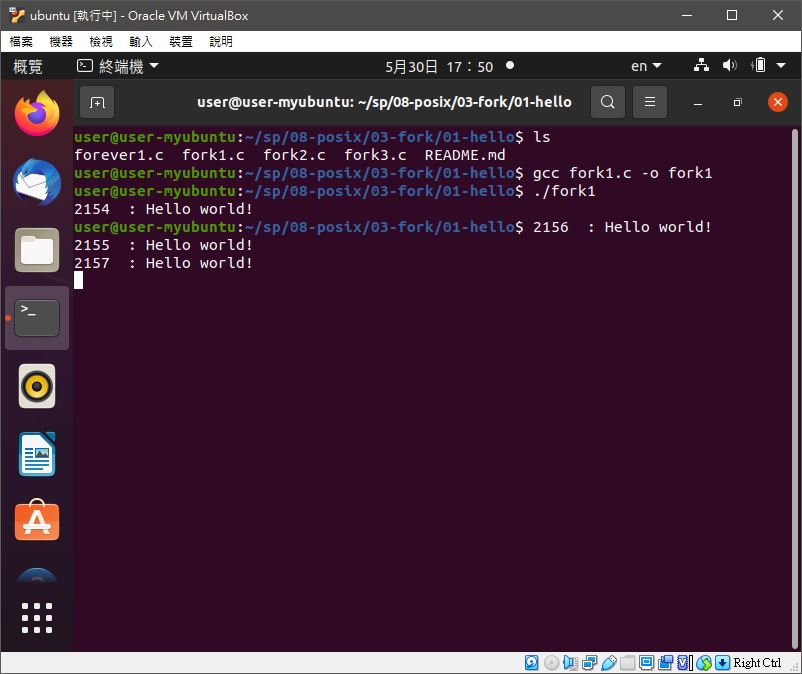 ubuntu [執行中] - Oracle VM VirtualBox
檔案 機器 檢視 輸入 裝置 說明
概覽 終端機 5月30日 17：50 en
user@user-myubuntu: ~/sp/08-posix/03-fork/01-hello
user@user-myubuntu:~/sp/08-posix/03-fork/01-hello$ ls
forever1.c fork1.c fork2.c fork3.c README.md
user@user-myubuntu:~/sp/08-posix/03-fork/01-hello$ gcc fork1.c -o fork1
user@user-myubuntu:~/sp/08-posix/03-fork/01-hello$ ./fork1
2154 : Hello world!
user@user-myubuntu:~/sp/08-posix/03-fork/01-hello$ 2156 : Hello world!
2155 : Hello world!
2157 : Hello world!
Right Ctrl